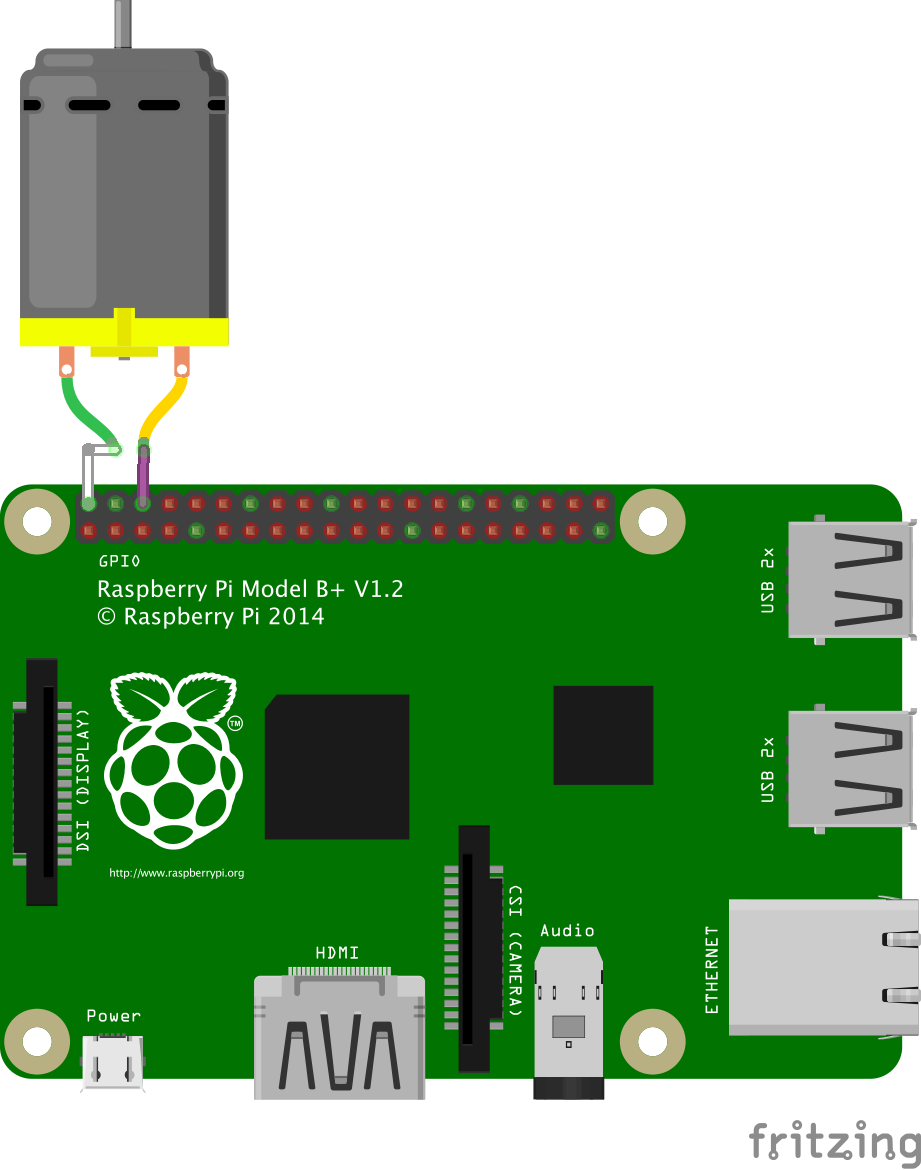 GPIO
Raspberry Pi Model B+ V1.2
© Raspberry Pi 2014
USB 2x
TM
DSI (DISPLAY)
USB 2x
http://www.raspberrypi.org
CSI (CAMERA)
Audio
ETHERNET
HDMI
Power
fritzing